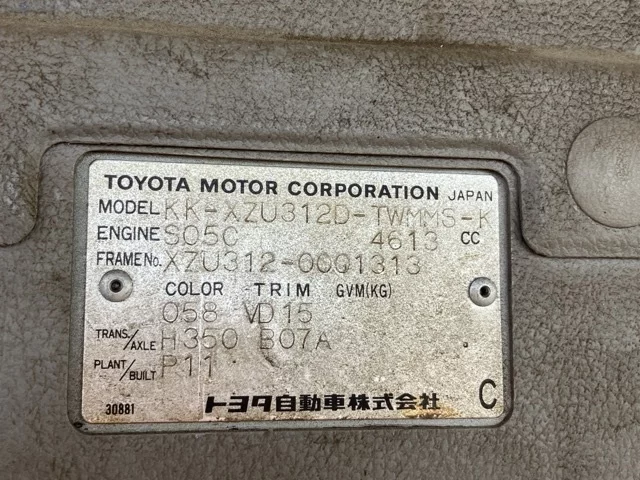 TOYOTA MOTOR CORPORATION JAPAN
MODEL KK-XZU312D-TWMMS-K
ENGINE S05C 4613 CC
FRAME No. XZU312-0001313
COLOR TRIM GVM(KG)
058 VD15
TRANS./AXLE H350 B07A
PLANT/BUILT P11
30881 トヨタ自動車株式会社 C